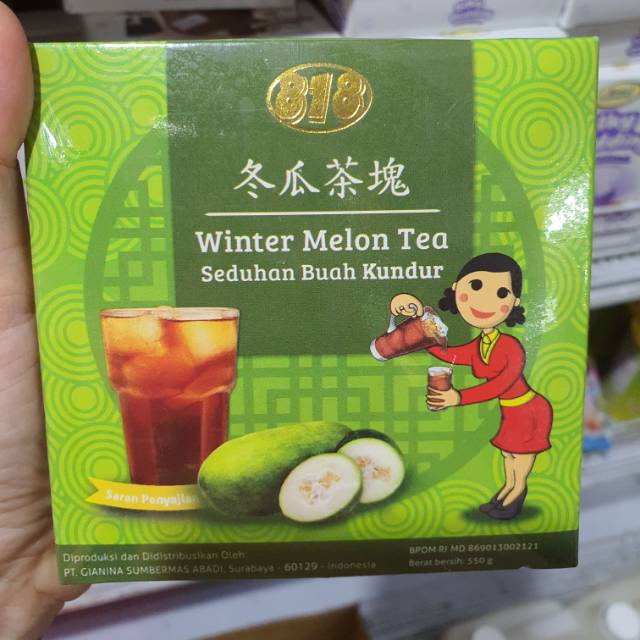 818
冬瓜茶塊
Winter Melon Tea
Seduhan Buah Kundur
Saran Penyajian
Diproduksi dan Didistribusikan Oleh:
PT. GIANINA SUMBERMAS ABADI, Surabaya - 60129 - Indonesia
BPOM RI MD 869013002121
Berat bersih: 550 g